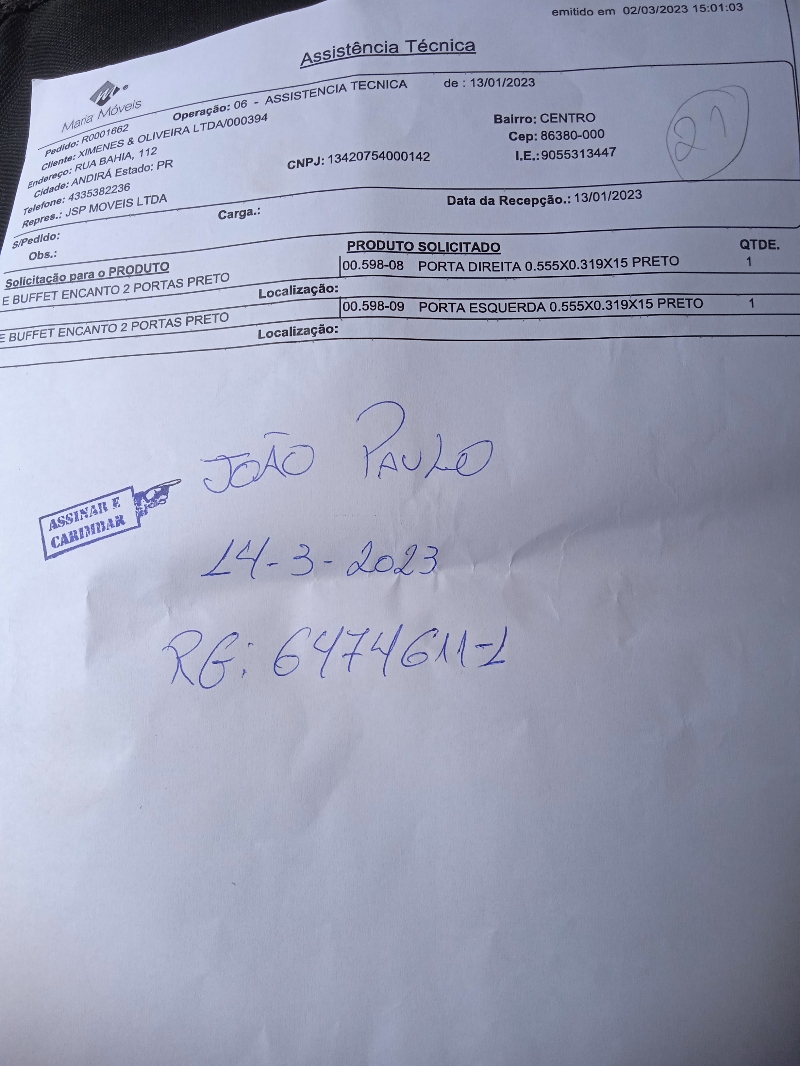 emitido em 02/03/2023 15:01:03
Assistência Técnica
Maria Móveis
Operação: 06 - ASSISTENCIA TECNICA de : 13/01/2023
Pedido: R0001662
Cliente: XIMENES & OLIVEIRA LTDA/000394
Bairro: CENTRO
Endereço: RUA BAHIA, 112
Cep: 86380-000
Cidade: ANDIRÁ Estado: PR
CNPJ: 13420754000142
I.E.:9055313447
Telefone: 4335382236
Repres.: JSP MOVEIS LTDA
21
S/Pedido:
Carga.:
Data da Recepção.: 13/01/2023
Obs.:
Solicitação para o PRODUTO PRODUTO SOLICITADO QTDE.
E BUFFET ENCANTO 2 PORTAS PRETO 00.598-08 PORTA DIREITA 0.555X0.319X15 PRETO 1
Localização:
E BUFFET ENCANTO 2 PORTAS PRETO 00.598-09 PORTA ESQUERDA 0.555X0.319X15 PRETO 1
Localização:
JOÃO PAULO
ASSINAR E
CARIMBAR
14-3-2023
RG: 6474611-1